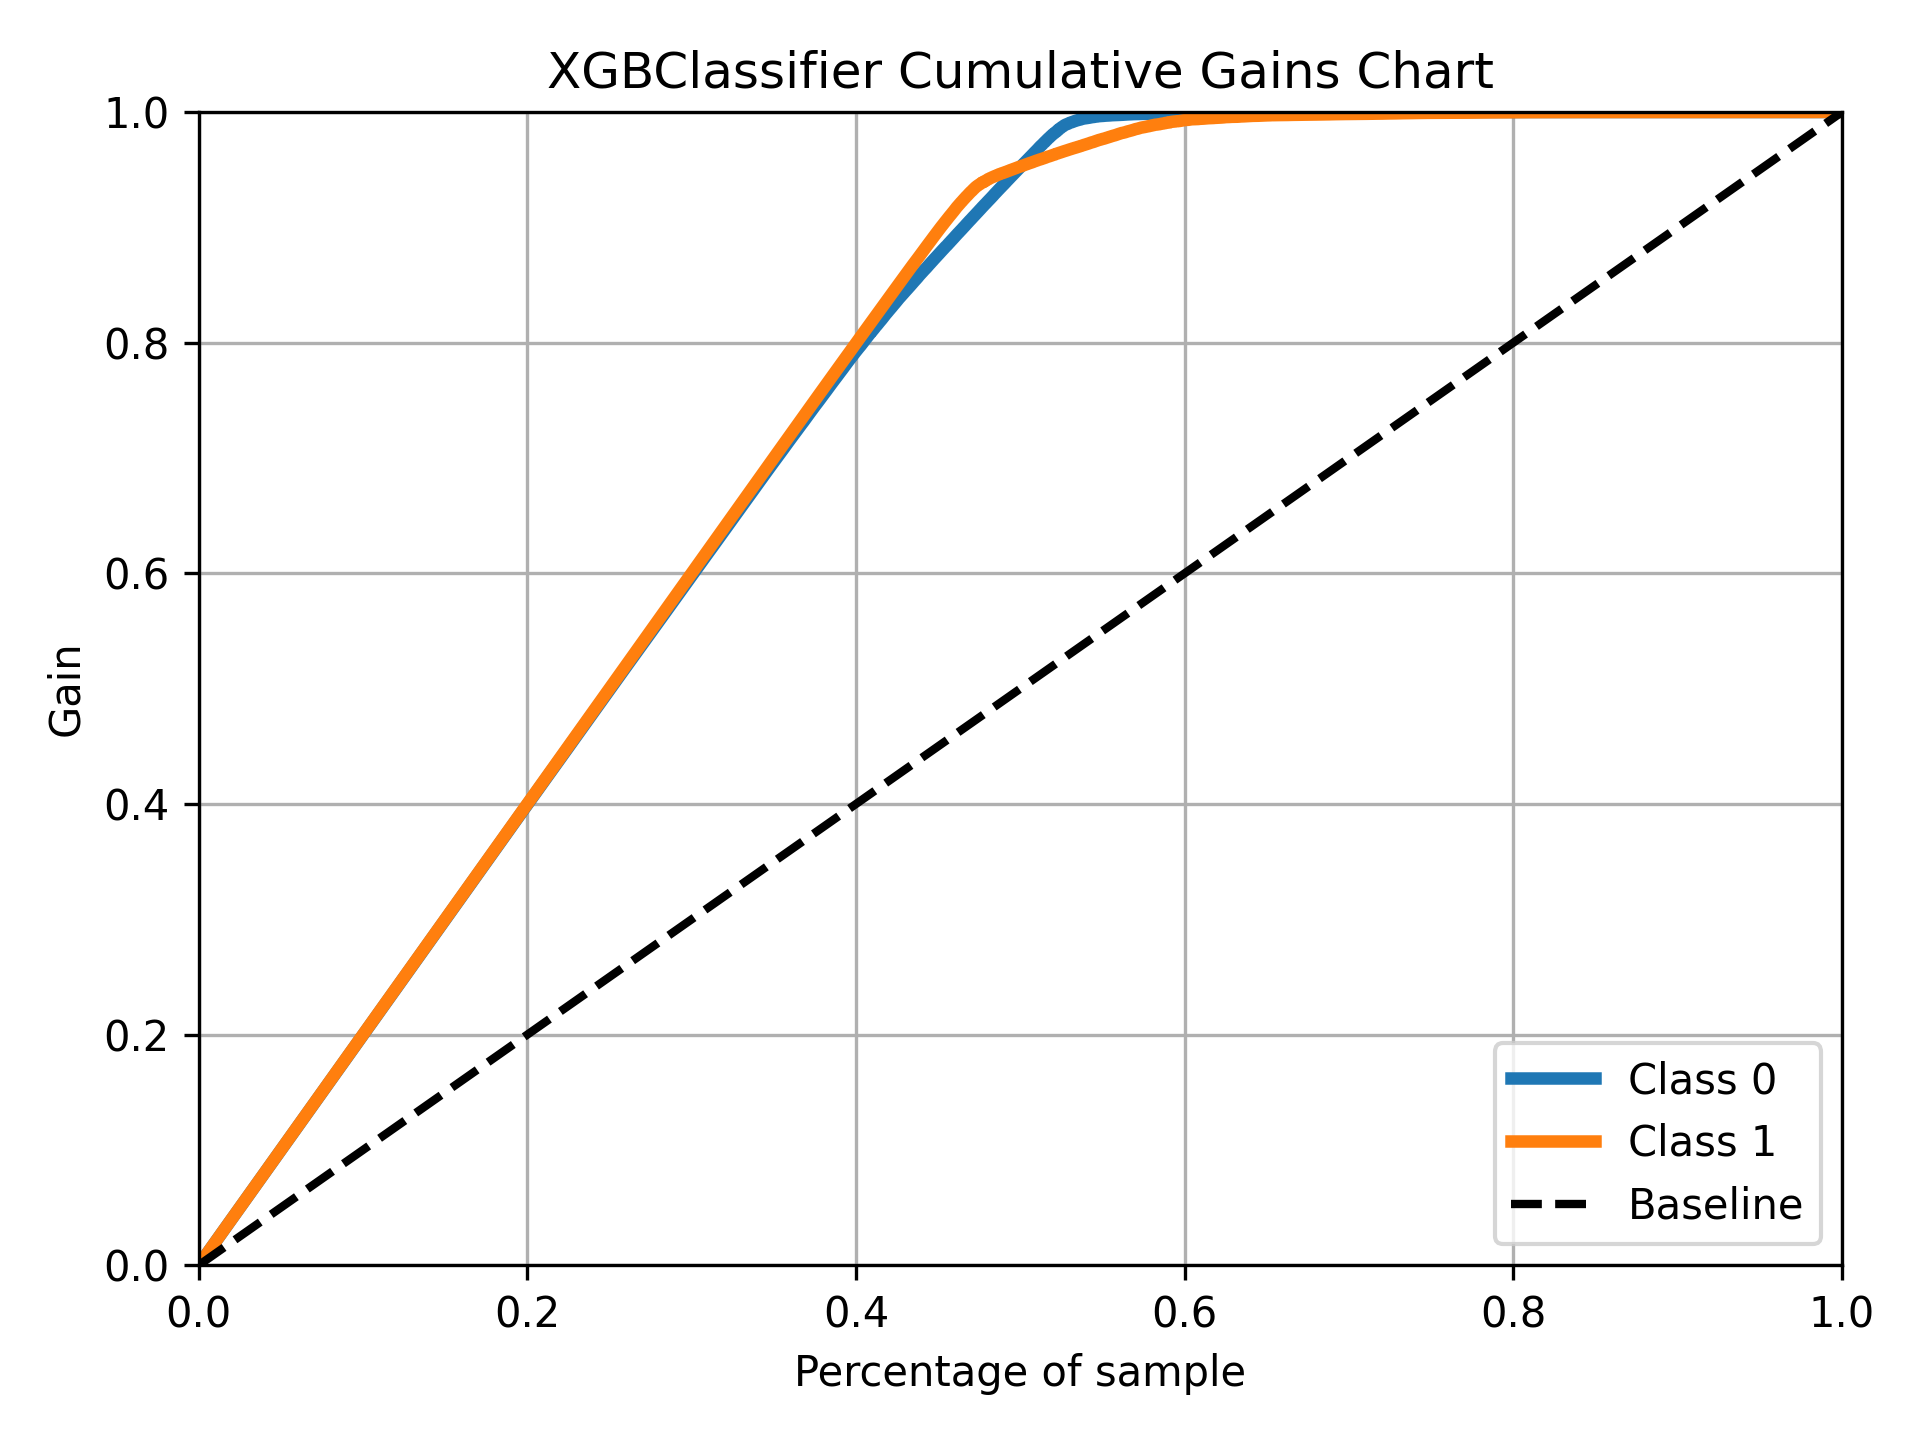 XGBClassifier Cumulative Gains Chart
1.0
0.8
0.6
0.4
0.2
0.0
Gain
0.0 0.2 0.4 0.6 0.8 1.0
Percentage of sample
Class 0
Class 1
Baseline